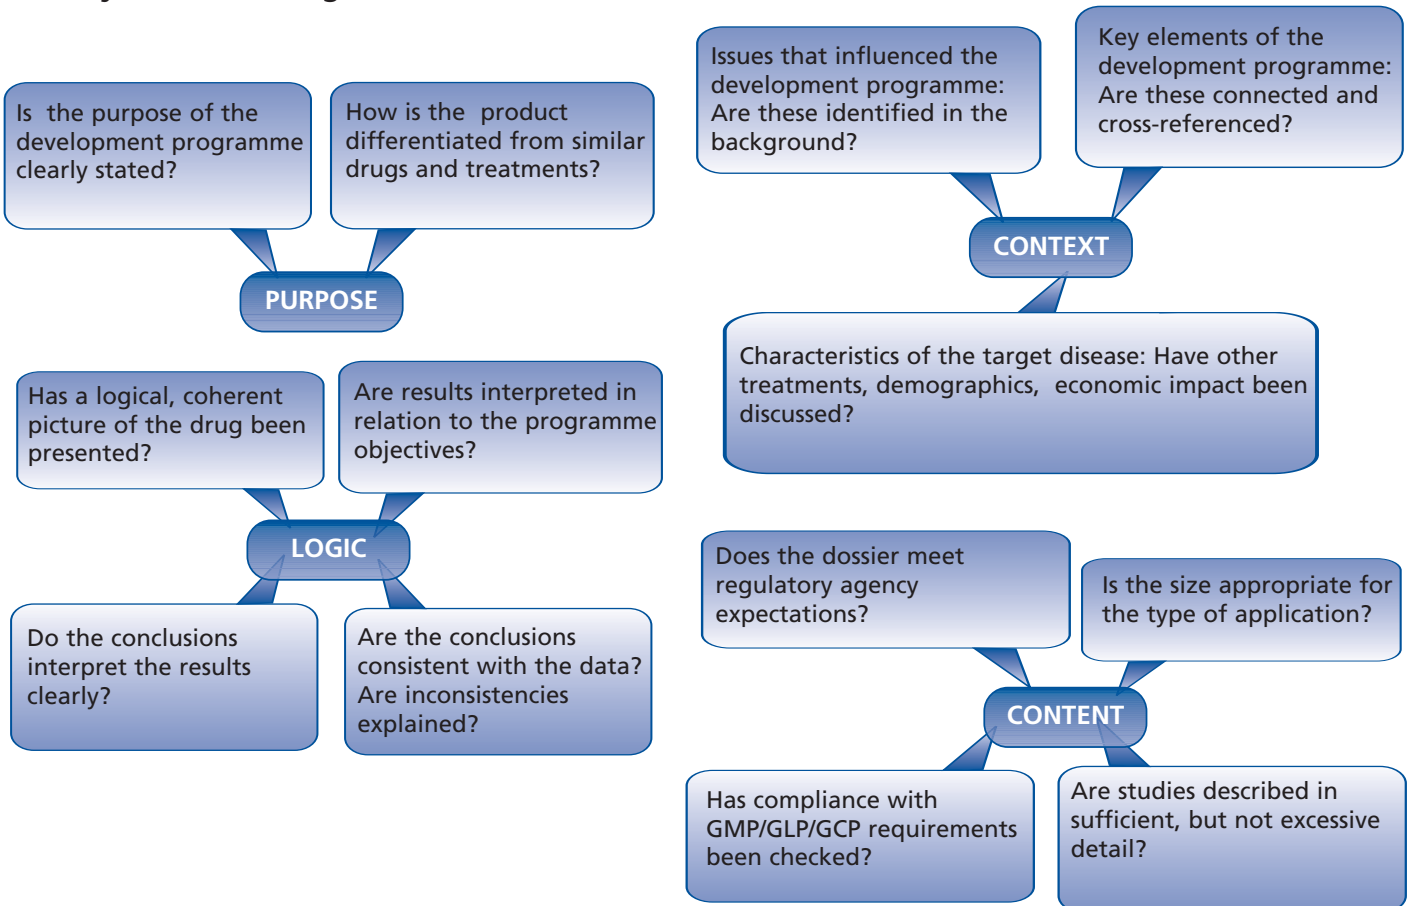 Is the purpose of the
development programme
clearly stated?
How is the product
differentiated from similar
drugs and treatments?
PURPOSE
Issues that influenced the
development programme:
Are these identified in the
background?
Key elements of the
development programme:
Are these connected and
cross-referenced?
CONTEXT
Characteristics of the target disease: Have other
treatments, demographics, economic impact been
discussed?
Has a logical, coherent
picture of the drug been
presented?
Are results interpreted in
relation to the programme
objectives?
LOGIC
Do the conclusions
interpret the results
clearly?
Are the conclusions
consistent with the data?
Are inconsistencies
explained?
Does the dossier meet
regulatory agency
expectations?
Is the size appropriate for
the type of application?
CONTENT
Has compliance with
GMP/GLP/GCP requirements
been checked?
Are studies described in
sufficient, but not excessive
detail?